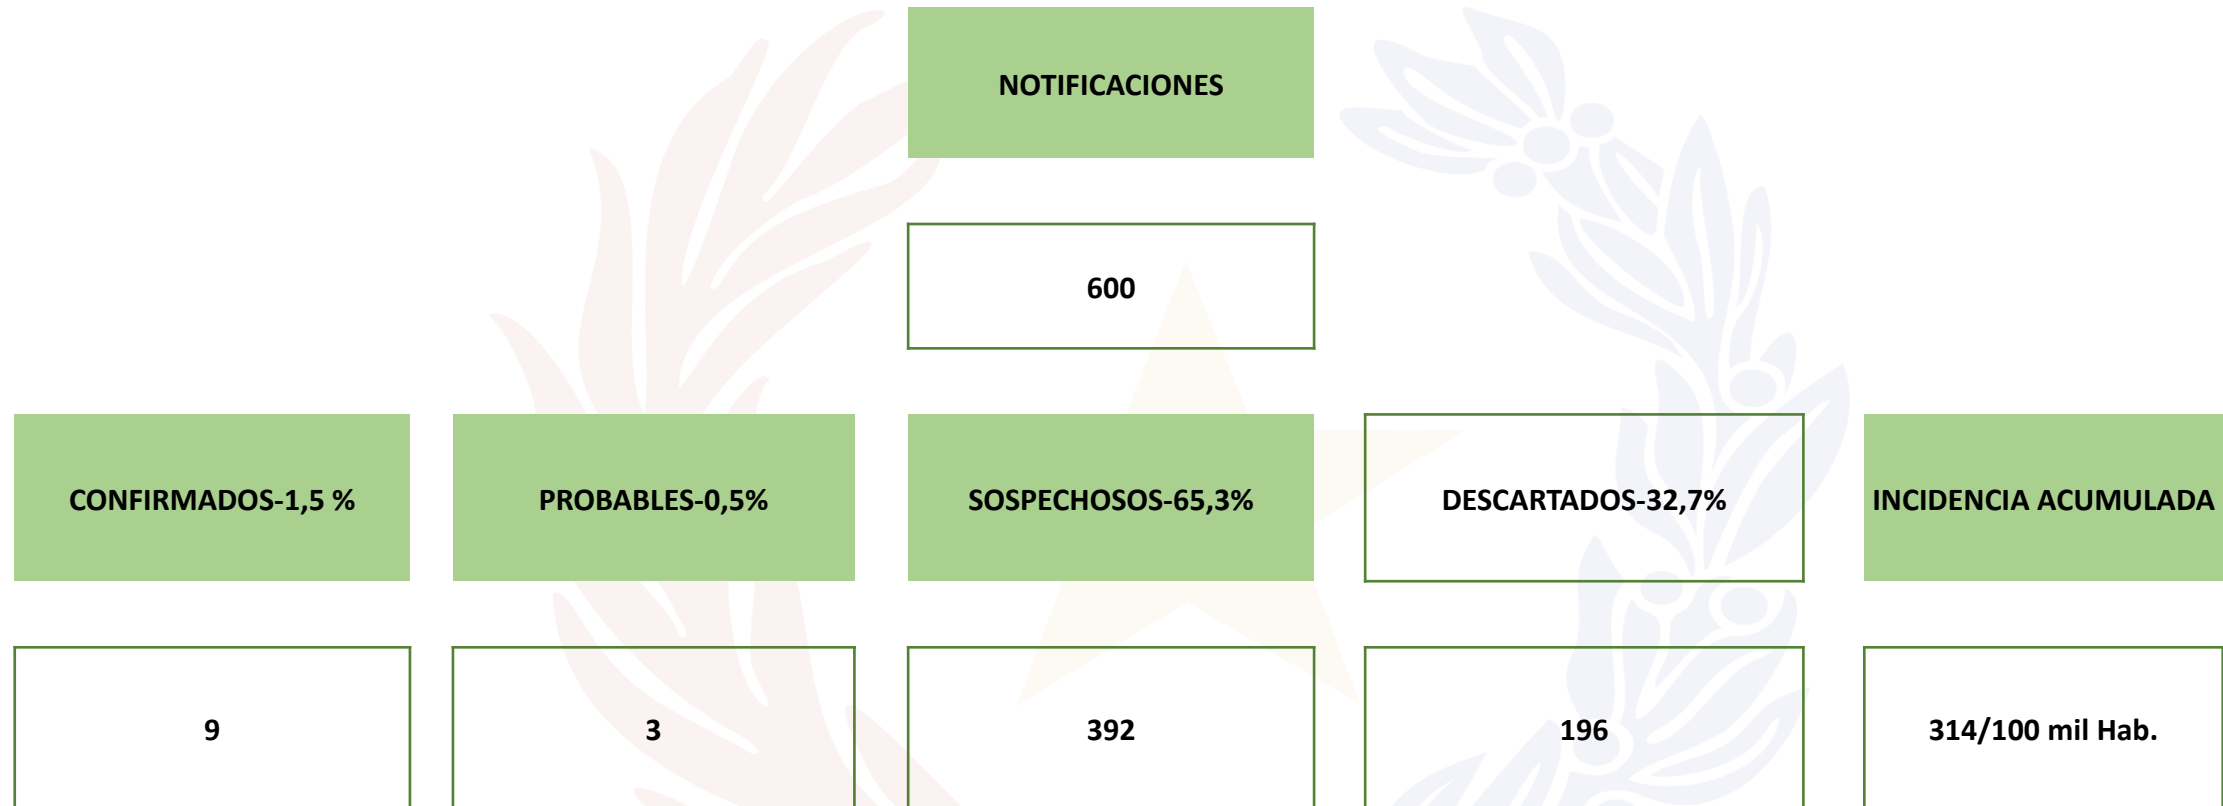 NOTIFICACIONES
600
CONFIRMADOS-1,5 %
PROBABLES-0,5%
SOSPECHOSOS-65,3%
DESCARTADOS-32,7%
INCIDENCIA ACUMULADA
9
3
392
196
314/100 mil Hab.